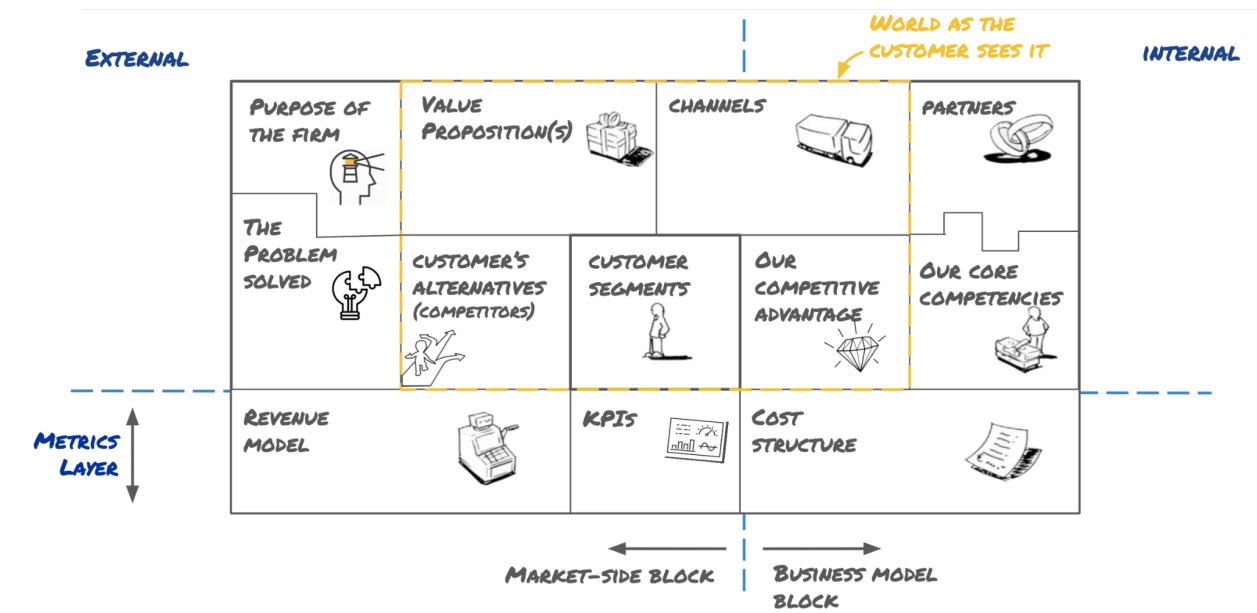 WORLD AS THE
CUSTOMER SEES IT
EXTERNAL
INTERNAL
PURPOSE OF
THE FIRM
VALUE
PROPOSITION(S)
CHANNELS
PARTNERS
THE
PROBLEM
SOLVED
CUSTOMER'S
ALTERNATIVES
(COMPETITORS)
CUSTOMER
SEGMENTS
OUR
COMPETITIVE
ADVANTAGE
OUR CORE
COMPETENCIES
METRICS
LAYER
REVENUE
MODEL
KPIS
COST
STRUCTURE
MARKET-SIDE BLOCK
BUSINESS MODEL
BLOCK